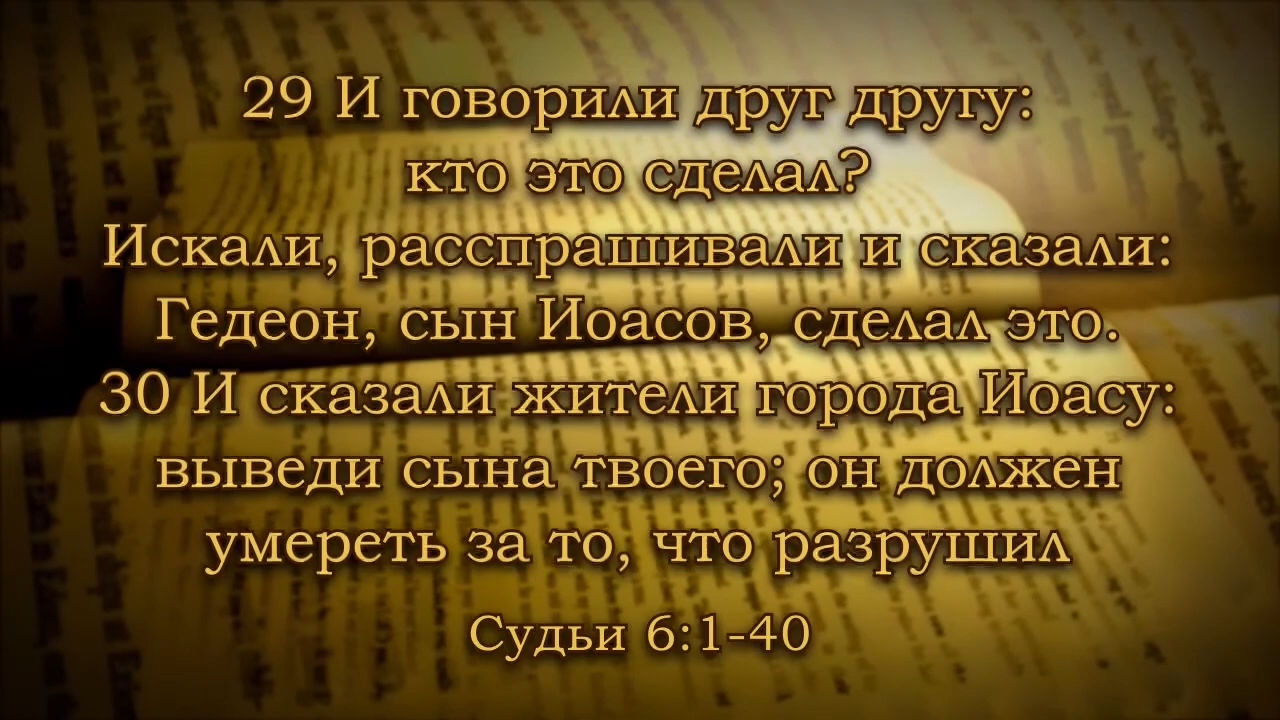 29 И говорили друг другу:
кто это сделал?
Искали, расспрашивали и сказали:
Гедеон, сын Иоасов, сделал это.
30 И сказали жители города Иоасу:
выведи сына твоего; он должен
умереть за то, что разрушил
Судьи 6:1-40